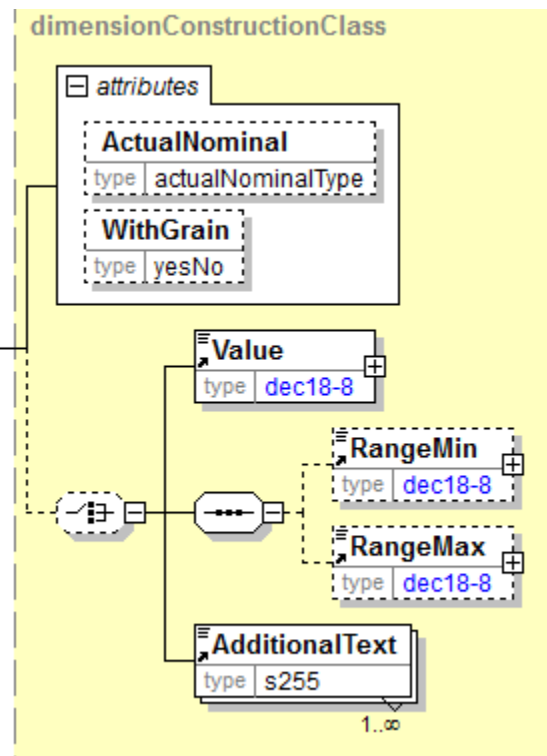 dimensionConstructionClass
attributes
ActualNominal
type actualNominalType
WithGrain
type yesNo
Value
type dec18-8
RangeMin
type dec18-8
RangeMax
type dec18-8
AdditionalText
type s255
1..∞